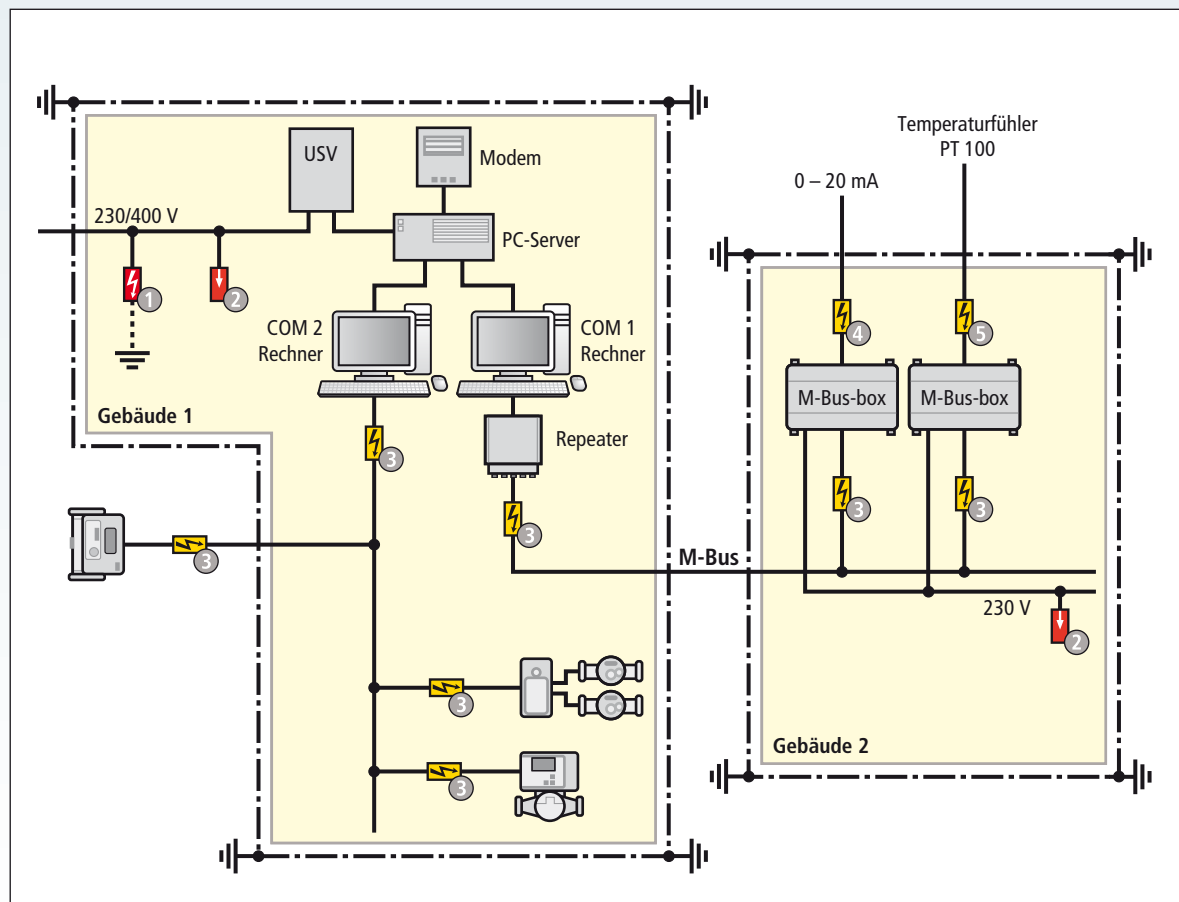 USV
Modem
Temperaturfühler
PT 100
0 – 20 mA
230/400 V
PC-Server
1
2
COM 2
Rechner
COM 1
Rechner
4
5
M-Bus-box
M-Bus-box
Gebäude 1
3
Repeater
3
3
3
3
M-Bus
230 V
2
3
3
Gebäude 2